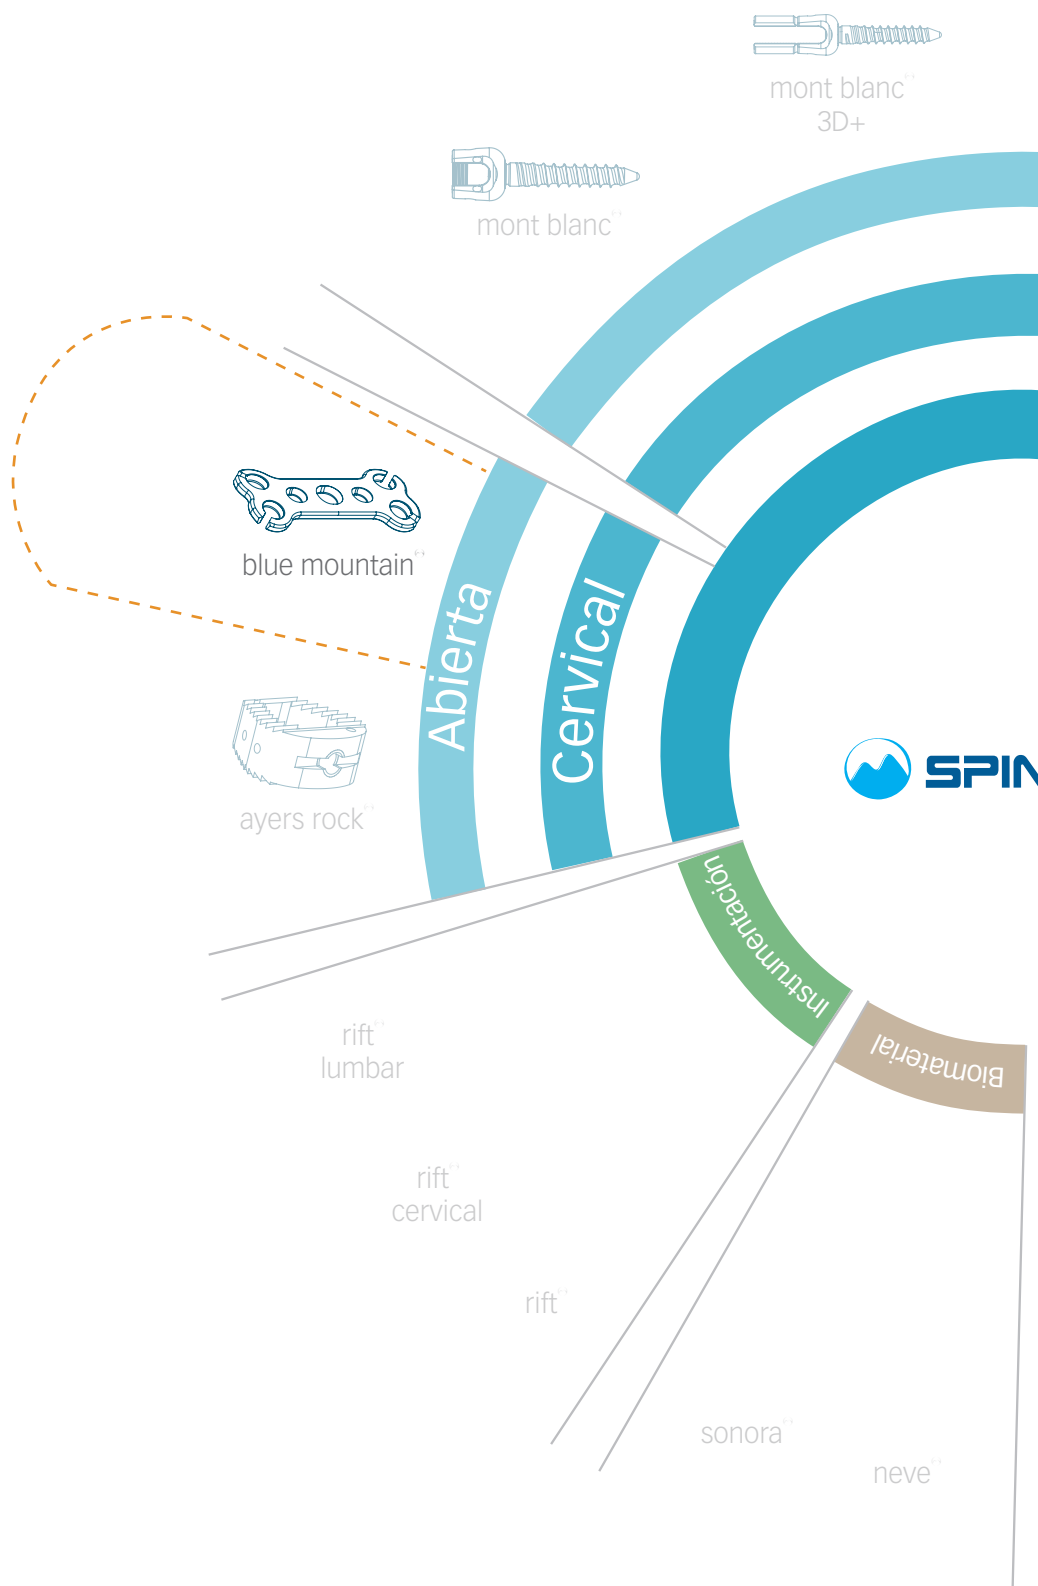 mont blanc
3D+
mont blanc
blue mountain
Abierta
Cervical
ayers rock
SPIN
Instrumentación
Biomaterial
rift
lumbar
rift
cervical
rift
sonora
neve